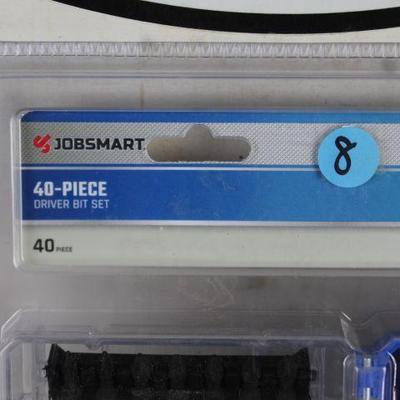 JOBSMART
8
40-PIECE
DRIVER BIT SET
40 PIECE